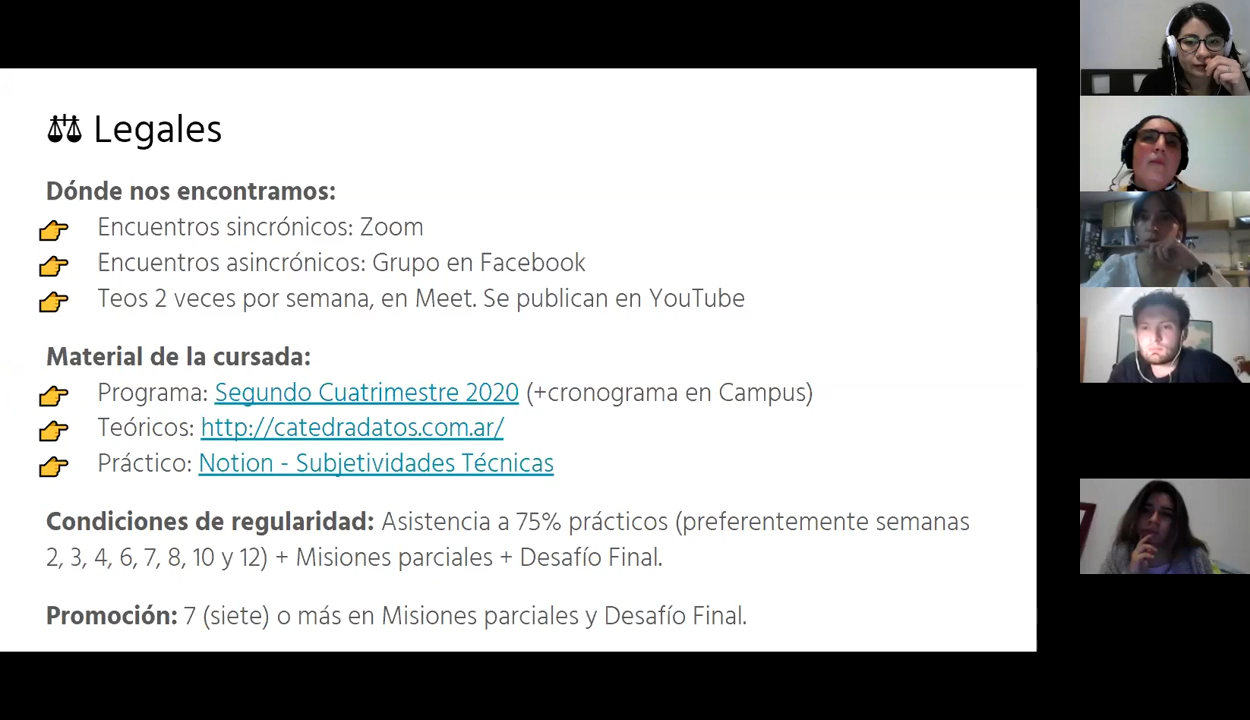 Legales
Dónde nos encontramos:
Encuentros sincrónicos: Zoom
Encuentros asincrónicos: Grupo en Facebook
Teos 2 veces por semana, en Meet. Se publican en YouTube
Material de la cursada:
Programa: Segundo Cuatrimestre 2020 (+cronograma en Campus)
Teóricos: http://catedradatos.com.ar/
Práctico: Notion - Subjetividades Técnicas
Condiciones de regularidad: Asistencia a 75% prácticos (preferentemente semanas
2, 3, 4, 6, 7, 8, 10 y 12) + Misiones parciales + Desafío Final.
Promoción: 7 (siete) o más en Misiones parciales y Desafío Final.